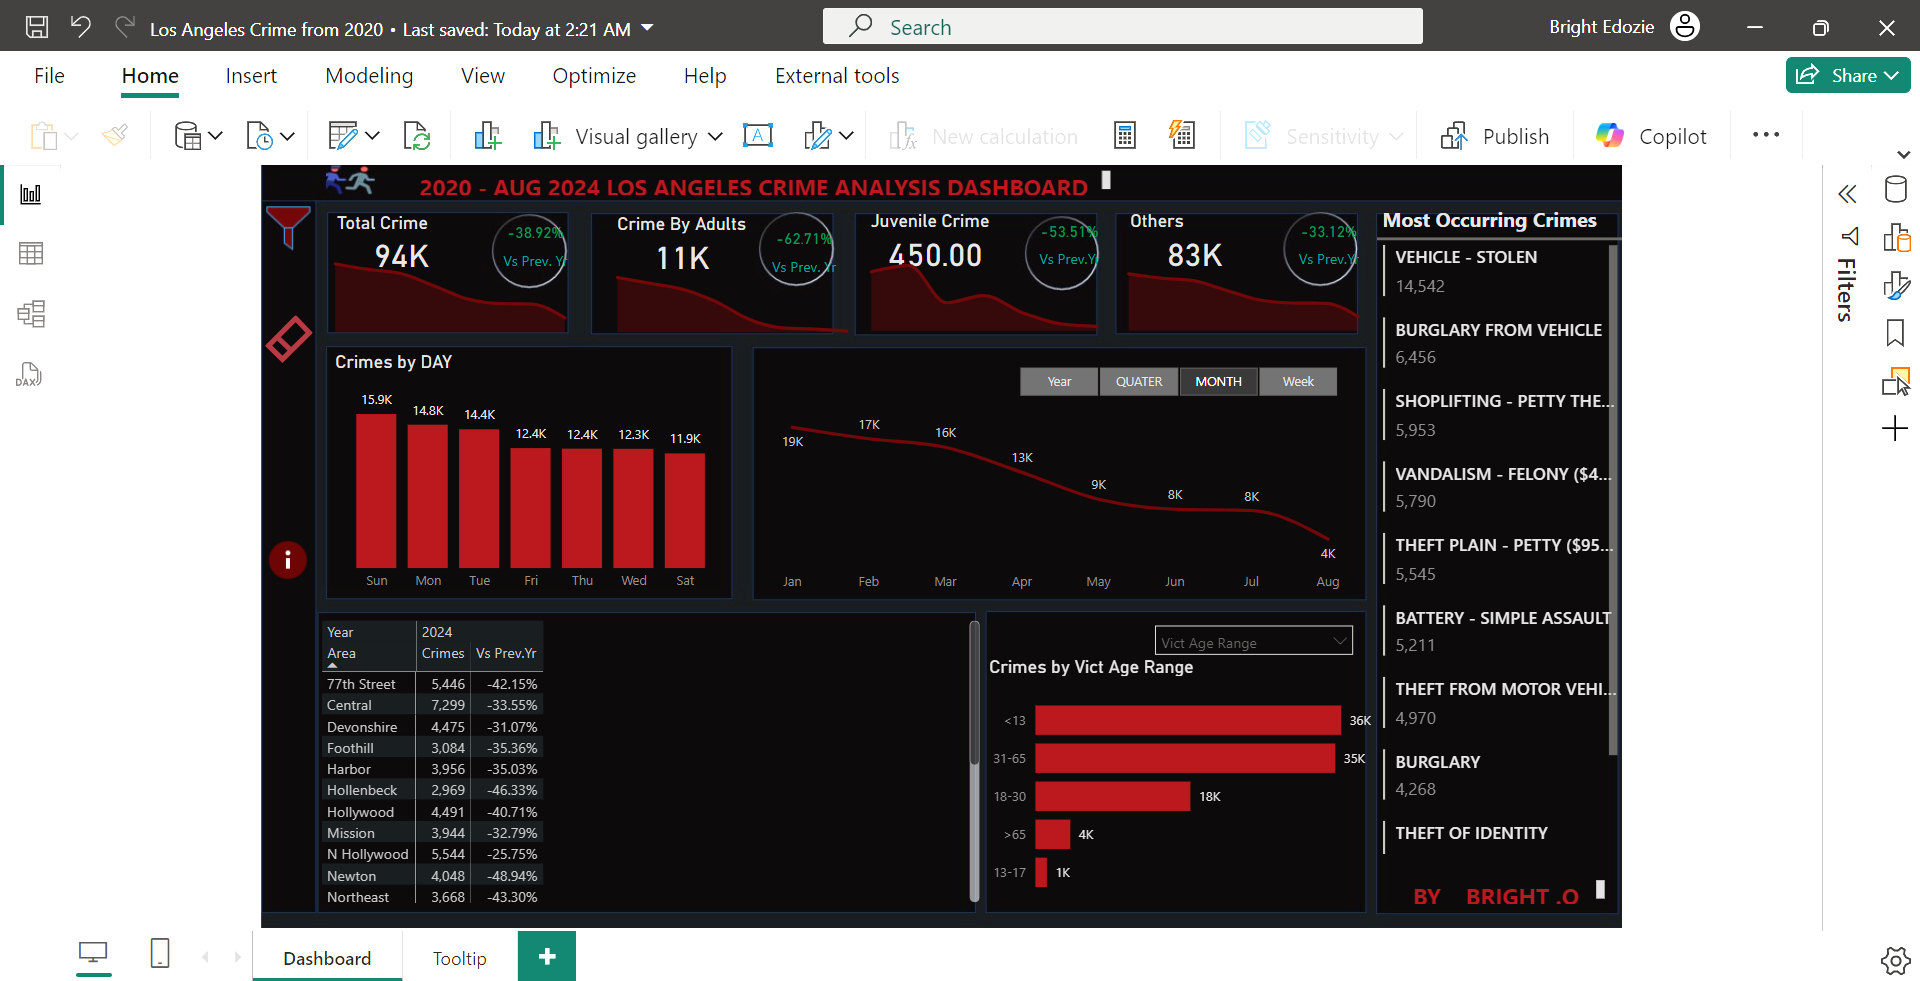 Los Angeles Crime from 2020 • Last saved: Today at 2:21 AM
Search
Bright Edozie
File Home Insert Modeling View Optimize Help External tools
Share
Visual gallery
A
New calculation
Sensitivity
Publish
Copilot
2020 - AUG 2024 LOS ANGELES CRIME ANALYSIS DASHBOARD
Total Crime
94K
-38.92%
Vs Prev. Yr
Crime By Adults
11K
-62.71%
Vs Prev. Yr
Juvenile Crime
450.00
-53.51%
Vs Prev.Y
Others
83K
-33.12%
Vs Prev.Y
Crimes by DAY
15.9K 14.8K 14.4K 12.4K 12.4K 12.3K 11.9K
Sun Mon Tue Fri Thu Wed Sat
Year QUATER MONTH Week
19K 17K 16K 13K 9K 8K 8K 4K
Jan Feb Mar Apr May Jun Jul Aug
Year 2024
Area Crimes Vs Prev.Yr
77th Street 5,446 -42.15%
Central 7,299 -33.55%
Devonshire 4,475 -31.07%
Foothill 3,084 -35.36%
Harbor 3,956 -35.03%
Hollenbeck 2,969 -46.33%
Hollywood 4,491 -40.71%
Mission 3,944 -32.79%
N Hollywood 5,544 -25.75%
Newton 4,048 -48.94%
Northeast 3,668 -43.30%
Vict Age Range
Crimes by Vict Age Range
<13 36K
31-65 35K
18-30 18K
>65 4K
13-17 1K
Most Occurring Crimes
VEHICLE - STOLEN
14,542
BURGLARY FROM VEHICLE
6,456
SHOPLIFTING - PETTY THE...
5,953
VANDALISM - FELONY ($4...
5,790
THEFT PLAIN - PETTY ($95...
5,545
BATTERY - SIMPLE ASSAULT
5,211
THEFT FROM MOTOR VEHI...
4,970
BURGLARY
4,268
THEFT OF IDENTITY
BY BRIGHT .O
Filters
DAX
Dashboard
Tooltip